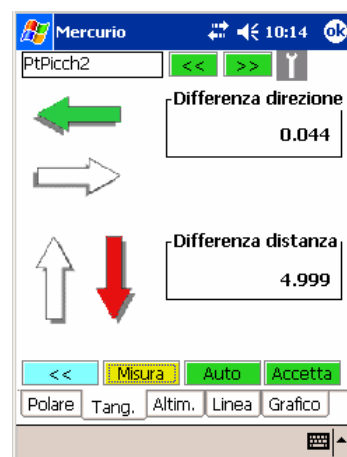 Mercurio 10:14 ok
PtPicch2 << >>
Differenza direzione
0.044
Differenza distanza
4.999
<< Misura Auto Accetta
Polare Tang. Altim. Linea Grafico